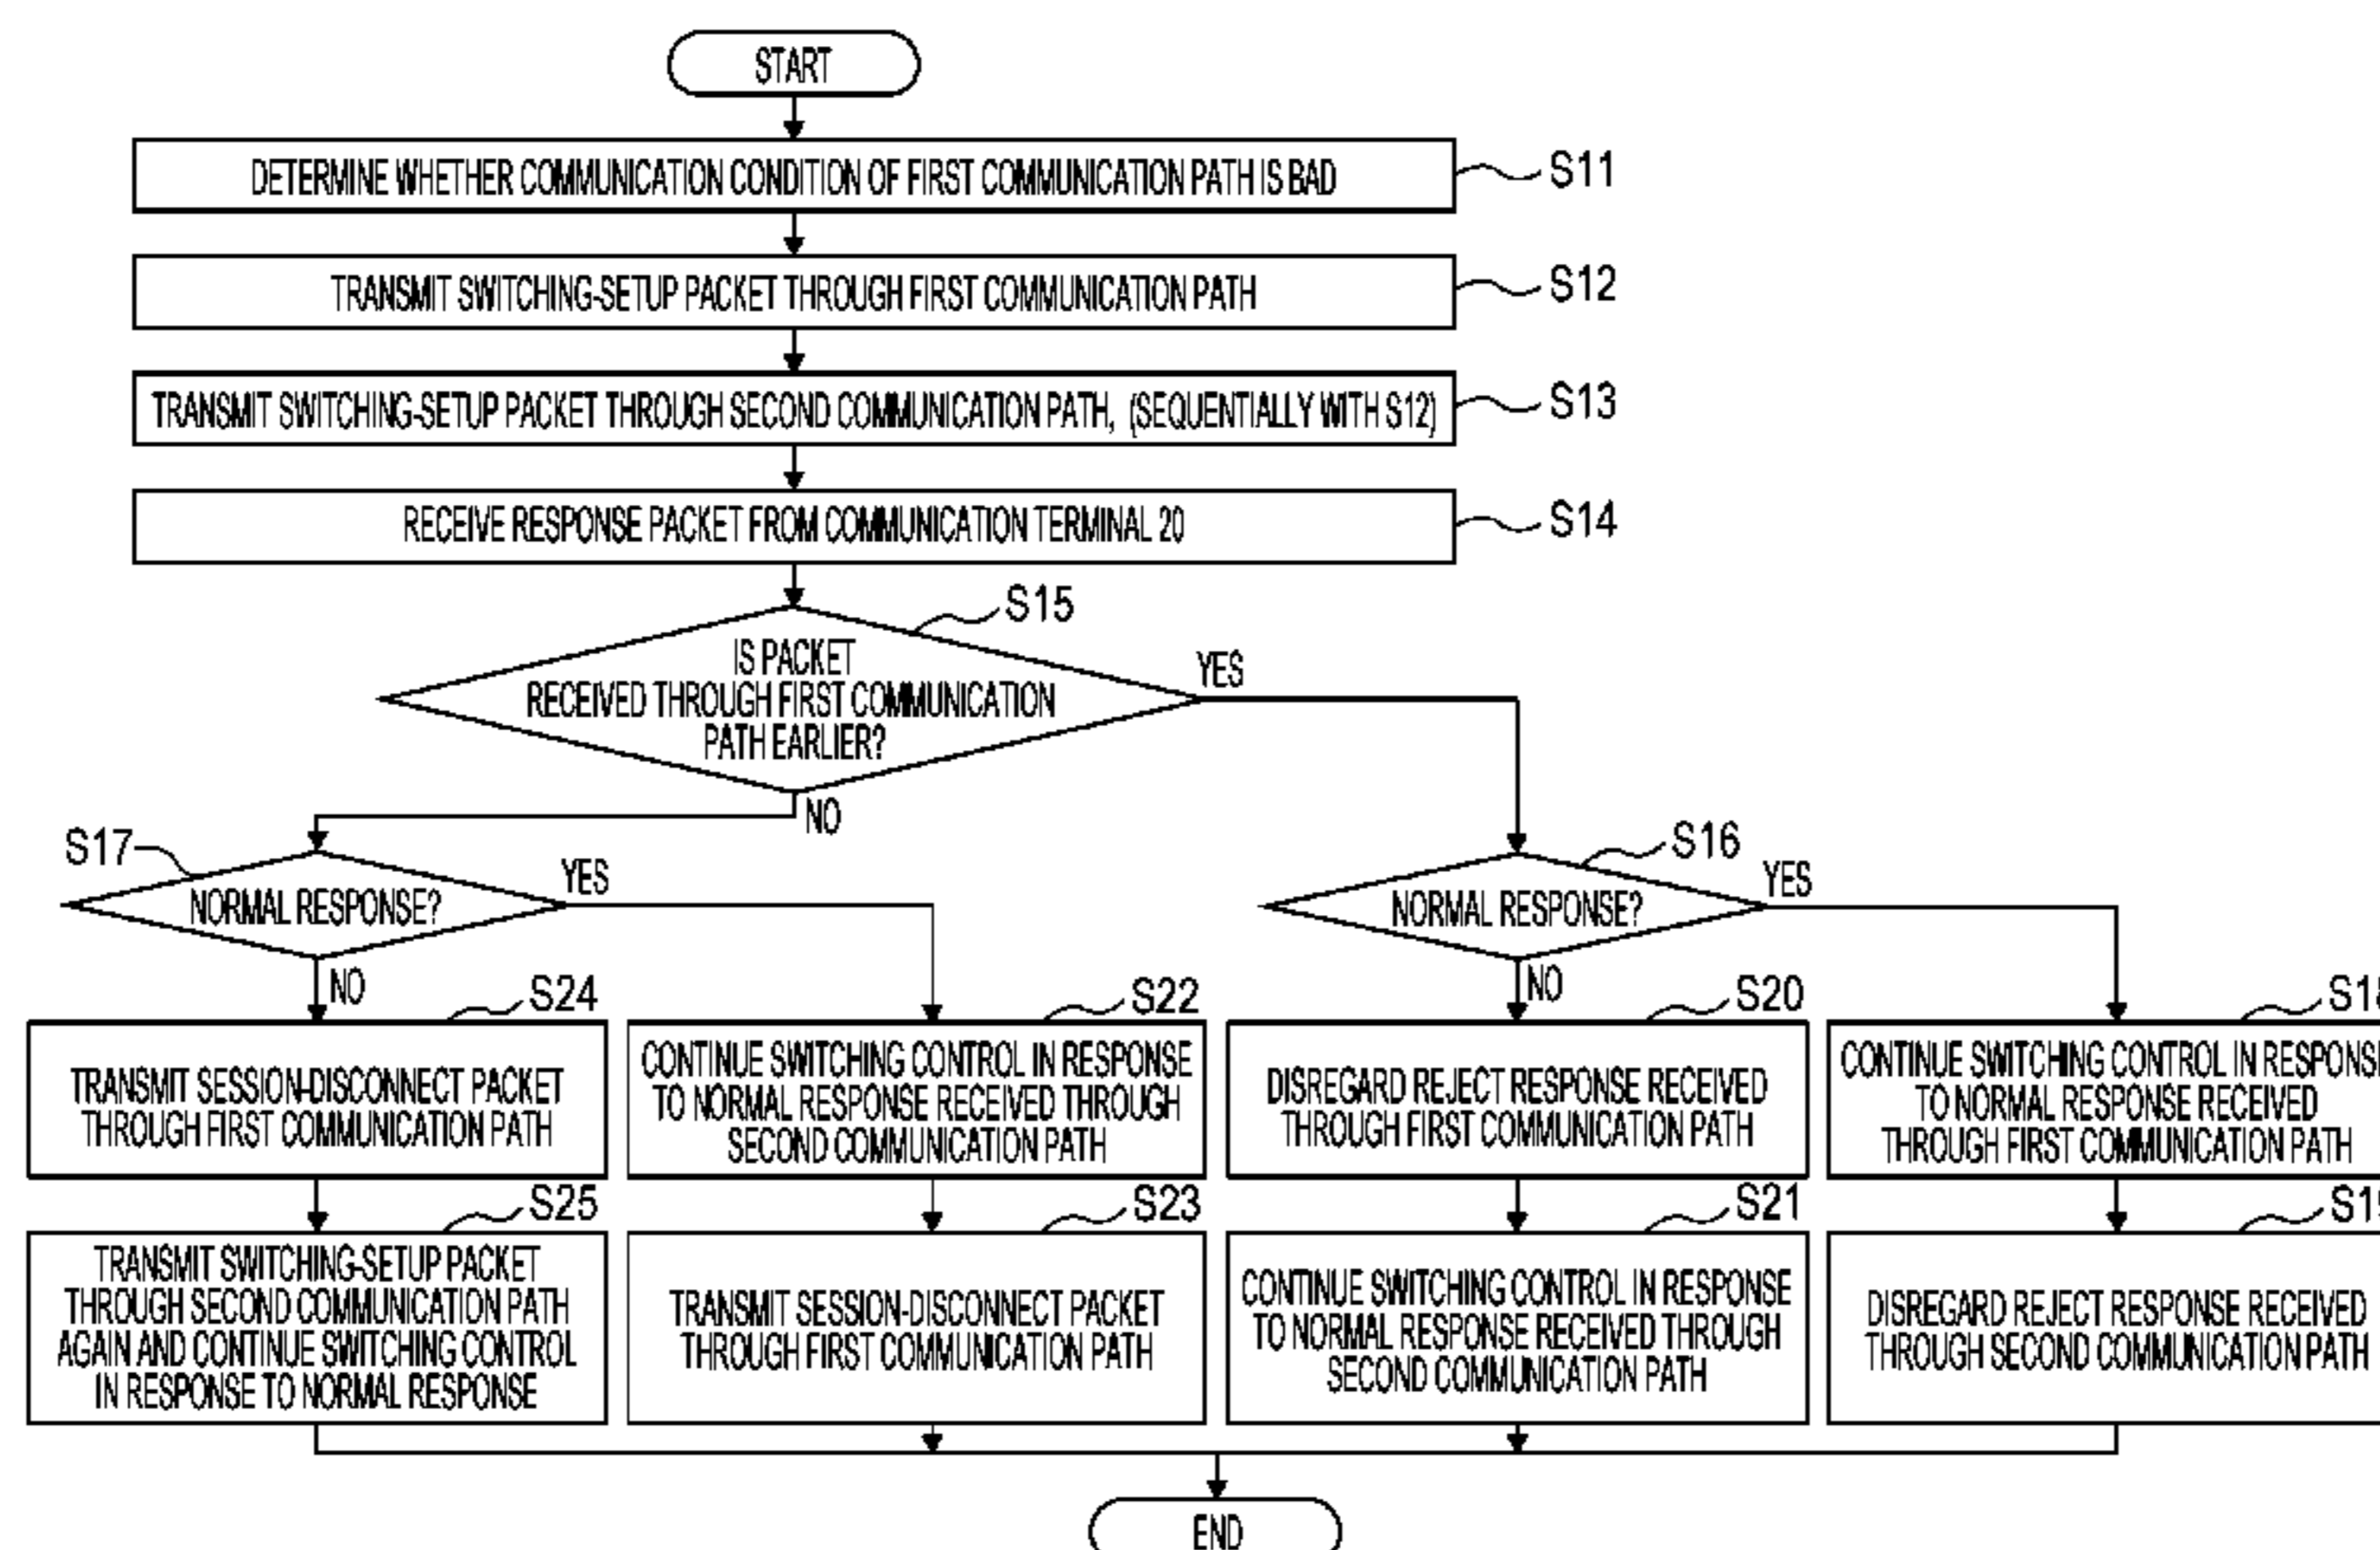 START
DETERMINE WHETHER COMMUNICATION CONDITION OF FIRST COMMUNICATION PATH IS BAD
S11
TRANSMIT SWITCHING-SETUP PACKET THROUGH FIRST COMMUNICATION PATH
S12
TRANSMIT SWITCHING-SETUP PACKET THROUGH SECOND COMMUNICATION PATH, (SEQUENTIALLY WITH S12)
S13
RECEIVE RESPONSE PACKET FROM COMMUNICATION TERMINAL 20
S14
S15
IS PACKET
RECEIVED THROUGH FIRST COMMUNICATION
PATH EARLIER?
YES
NO
S17
NORMAL RESPONSE?
YES
NO
S16
NORMAL RESPONSE?
YES
NO
S24
TRANSMIT SESSION-DISCONNECT PACKET
THROUGH FIRST COMMUNICATION PATH
S22
CONTINUE SWITCHING CONTROL IN RESPONSE
TO NORMAL RESPONSE RECEIVED THROUGH
SECOND COMMUNICATION PATH
S20
DISREGARD REJECT RESPONSE RECEIVED
THROUGH FIRST COMMUNICATION PATH
S18
CONTINUE SWITCHING CONTROL IN RESPONSE
TO NORMAL RESPONSE RECEIVED
THROUGH FIRST COMMUNICATION PATH
S25
TRANSMIT SWITCHING-SETUP PACKET
THROUGH SECOND COMMUNICATION PATH
AGAIN AND CONTINUE SWITCHING CONTROL
IN RESPONSE TO NORMAL RESPONSE
S23
TRANSMIT SESSION-DISCONNECT PACKET
THROUGH FIRST COMMUNICATION PATH
S21
CONTINUE SWITCHING CONTROL IN RESPONSE
TO NORMAL RESPONSE RECEIVED THROUGH
SECOND COMMUNICATION PATH
S19
DISREGARD REJECT RESPONSE RECEIVED
THROUGH SECOND COMMUNICATION PATH
END